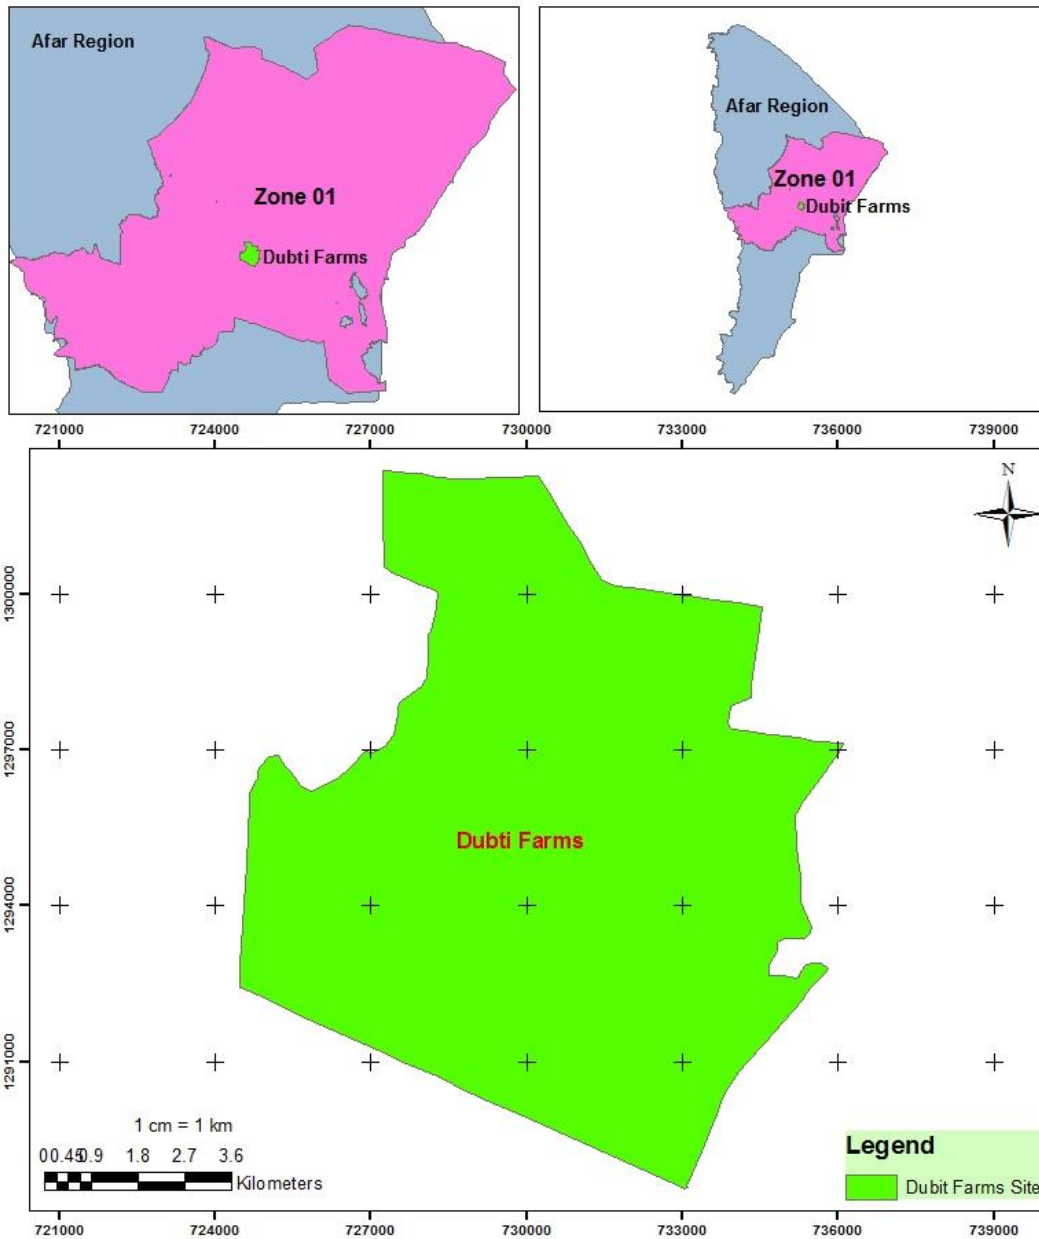 Afar Region
Zone 01
Dubti Farms
Afar Region
Zone 01
Dubit Farms
721000 724000 727000 730000 733000 736000 739000
N
1300000
1297000
1294000
1291000
Dubti Farms
1 cm = 1 km
0 0.45 0.9 1.8 2.7 3.6
Kilometers
Legend
Dubit Farms Site
721000 724000 727000 730000 733000 736000 739000